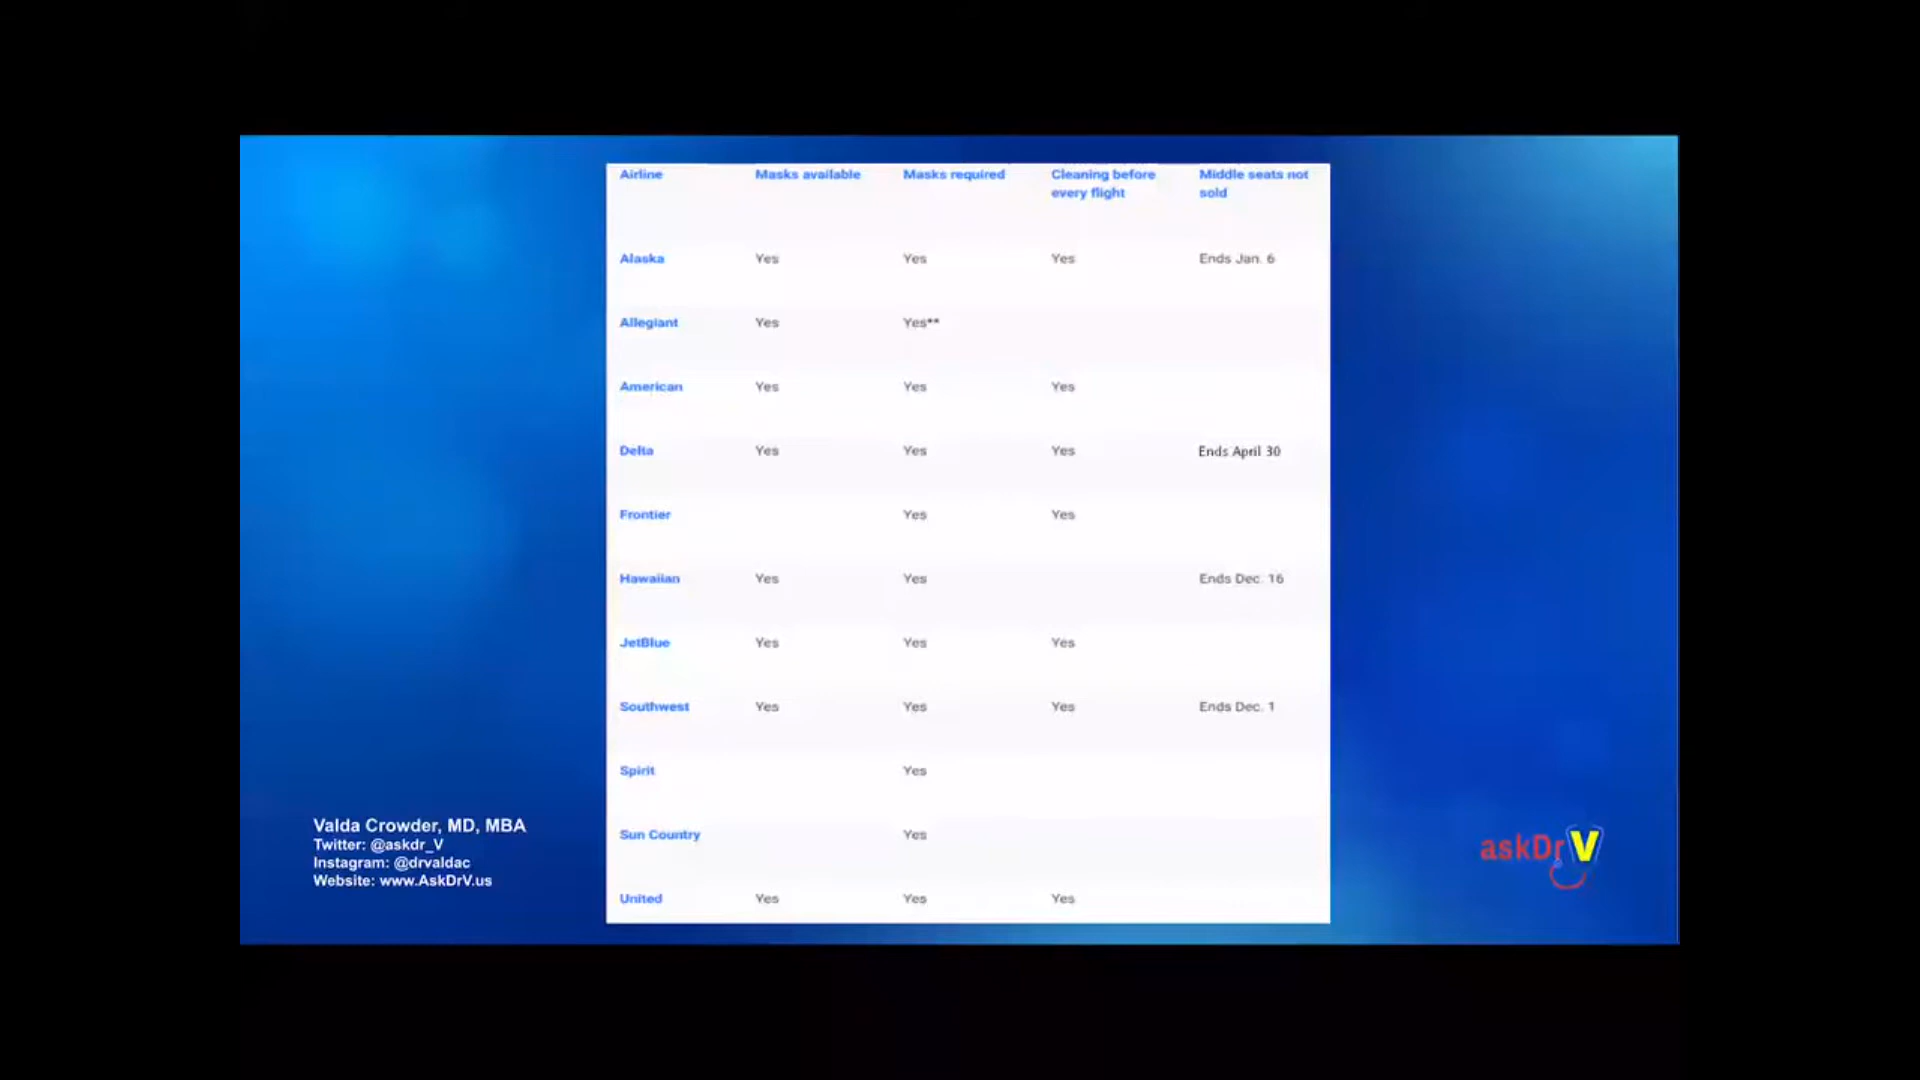 Airline Masks available Masks required Cleaning before every flight Middle seats not sold
Alaska Yes Yes Yes Ends Jan. 6
Allegiant Yes Yes**
American Yes Yes Yes
Delta Yes Yes Yes Ends April 30
Frontier Yes Yes
Hawaiian Yes Yes Ends Dec. 16
JetBlue Yes Yes Yes
Southwest Yes Yes Yes Ends Dec. 1
Spirit Yes
Sun Country Yes
United Yes Yes Yes
Valda Crowder, MD, MBA
Twitter: @askdr_V
Instagram: @drvaldac
Website: www.AskDrV.us
askDrV